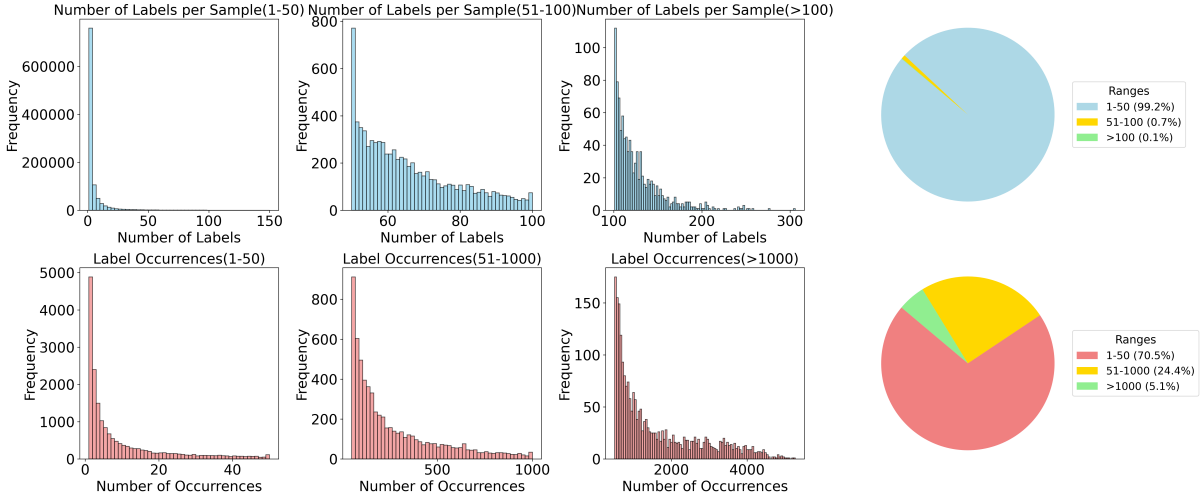 Number of Labels per Sample(1-50)
Frequency
600000
400000
200000
0
0
50
100
150
Number of Labels
Number of Labels per Sample(51-100)
Frequency
800
600
400
200
0
60
80
100
Number of Labels
Number of Labels per Sample(>100)
Frequency
100
80
60
40
20
0
100
200
300
Number of Labels
Ranges
1-50 (99.2%)
51-100 (0.7%)
>100 (0.1%)
Label Occurrences(1-50)
Frequency
5000
4000
3000
2000
1000
0
0
20
40
Number of Occurrences
Label Occurrences(51-1000)
Frequency
800
600
400
200
0
500
1000
Number of Occurrences
Label Occurrences(>1000)
Frequency
150
100
50
0
2000
4000
Number of Occurrences
Ranges
1-50 (70.5%)
51-1000 (24.4%)
>1000 (5.1%)